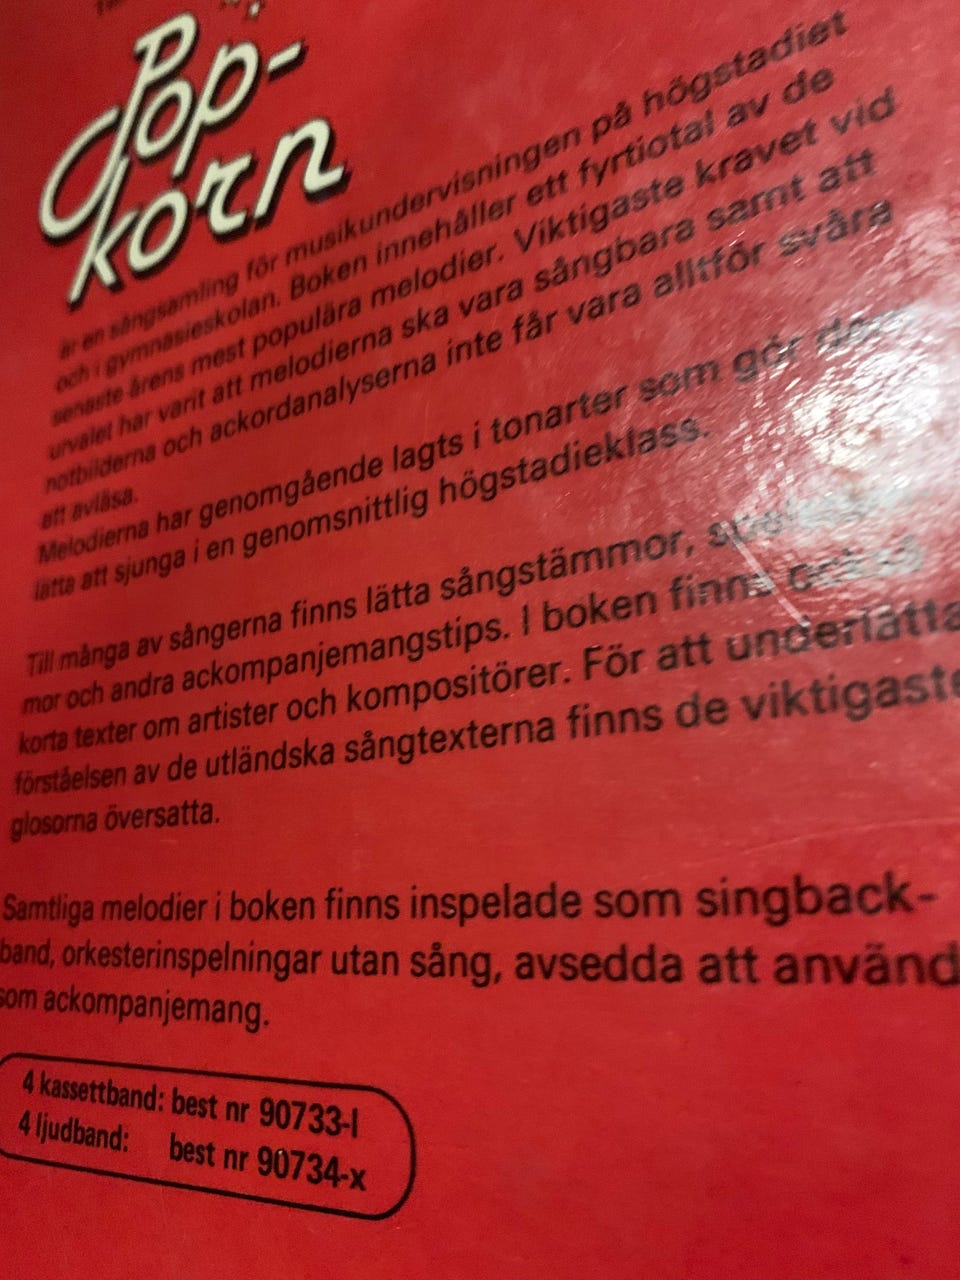 Pop-
korn
är en sångsamling för musikundervisningen på högstadiet
och i gymnasieskolan. Boken innehåller ett fyrtiotal av de
senaste årens mest populära melodier. Viktigaste kravet vid
urvalet har varit att melodierna ska vara sångbara samt att
notbilderna och ackordanalyserna inte får vara alltför svåra
att avläsa.
Melodierna har genomgående lagts i tonarter som gör dem
lätta att sjunga i en genomsnittlig högstadieklass.
Till många av sångerna finns lätta sångstämmor,
mor och andra ackompanjemangstips. I boken finns också
korta texter om artister och kompositörer. För att underlätta
förståelsen av de utländska sångtexterna finns de viktigaste
glosorna översatta.
Samtliga melodier i boken finns inspelade som singback-
band, orkesterinspelningar utan sång, avsedda att använd
som ackompanjemang.
4 kassettband: best nr 90733-1
4 ljudband: best nr 90734-x